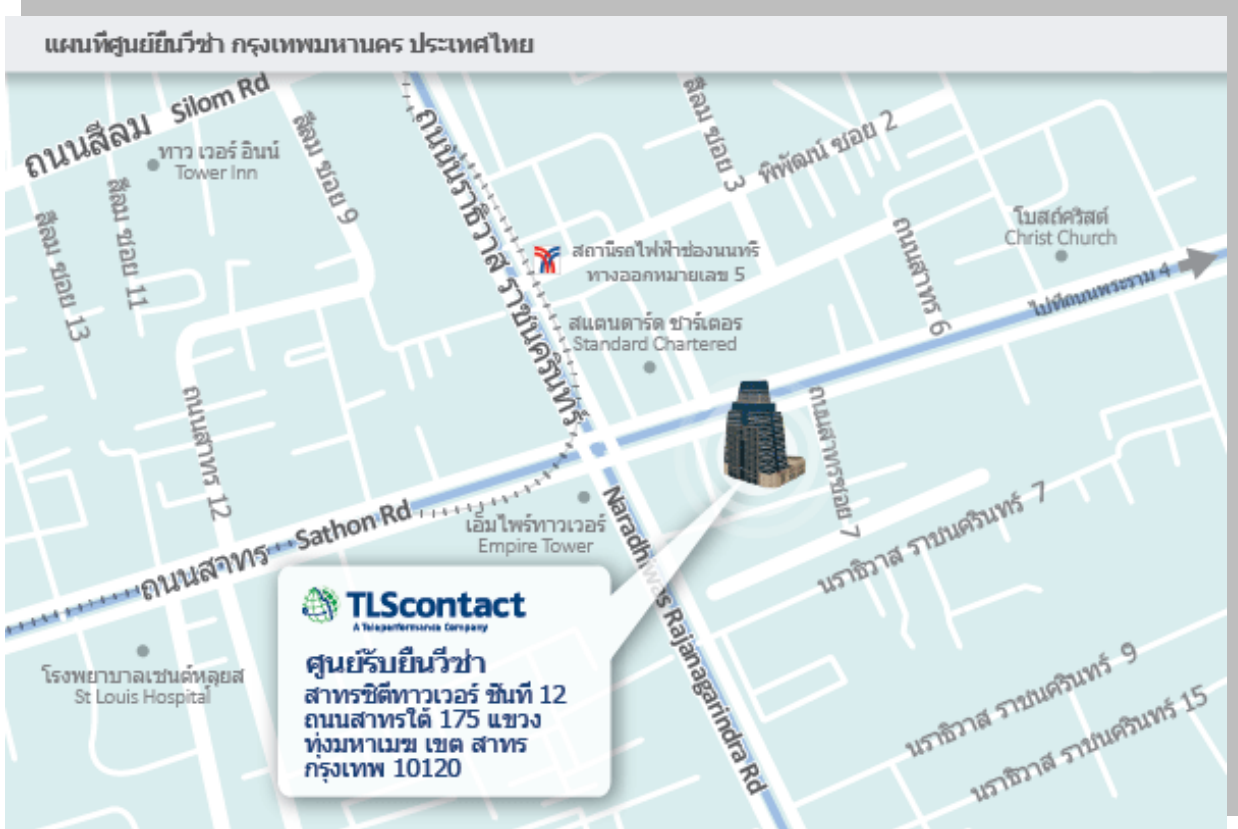 แผนที่ศูนย์ยื่นวีซ่า กรุงเทพมหานคร ประเทศไทย
ถนนสีลม Silom Rd
ทาว เวอร์ อินน์
Tower Inn
สีลม ซอย 9
สีลม ซอย 11
สีลม ซอย 13
ถนนนราธิวาส ราชนครินทร์
สีลม ซอย 3
พิพัฒน์ ซอย 2
สถานีรถไฟฟ้าช่องนนทรี
ทางออกหมายเลข 5
โบสถ์คริสต์
Christ Church
ถนนสาทร 6
ไปที่ถนนพระราม 4
สแตนดาร์ด ชาร์เตอร
Standard Chartered
ถนนสาทร 12
ถนนสาทรซอย 7
ถนนสาทร Sathon Rd
เอ็มไพร์ทาวเวอร์
Empire Tower
Naradhiwas Rajanagarindra Rd
นราธิวาส ราชนครินทร์ 7
TLScontact
A Teleperformance Company
ศูนย์รับยื่นวีซ่า
สาทรซิตีทาวเวอร์ ชั้นที่ 12
ถนนสาทรใต้ 175 แขวง
ทุ่งมหาเมฆ เขต สาทร
กรุงเทพ 10120
โรงพยาบาลเซนต์หลุยส
St Louis Hospital
นราธิวาส ราชนครินทร์ 9
นราธิวาส ราชนครินทร์ 15